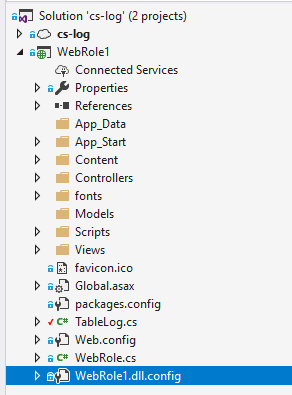 Solution 'cs-log' (2 projects)
cs-log
WebRole1
Connected Services
Properties
References
App_Data
App_Start
Content
Controllers
fonts
Models
Scripts
Views
favicon.ico
Global.asax
packages.config
C# TableLog.cs
Web.config
C# WebRole.cs
WebRole1.dll.config